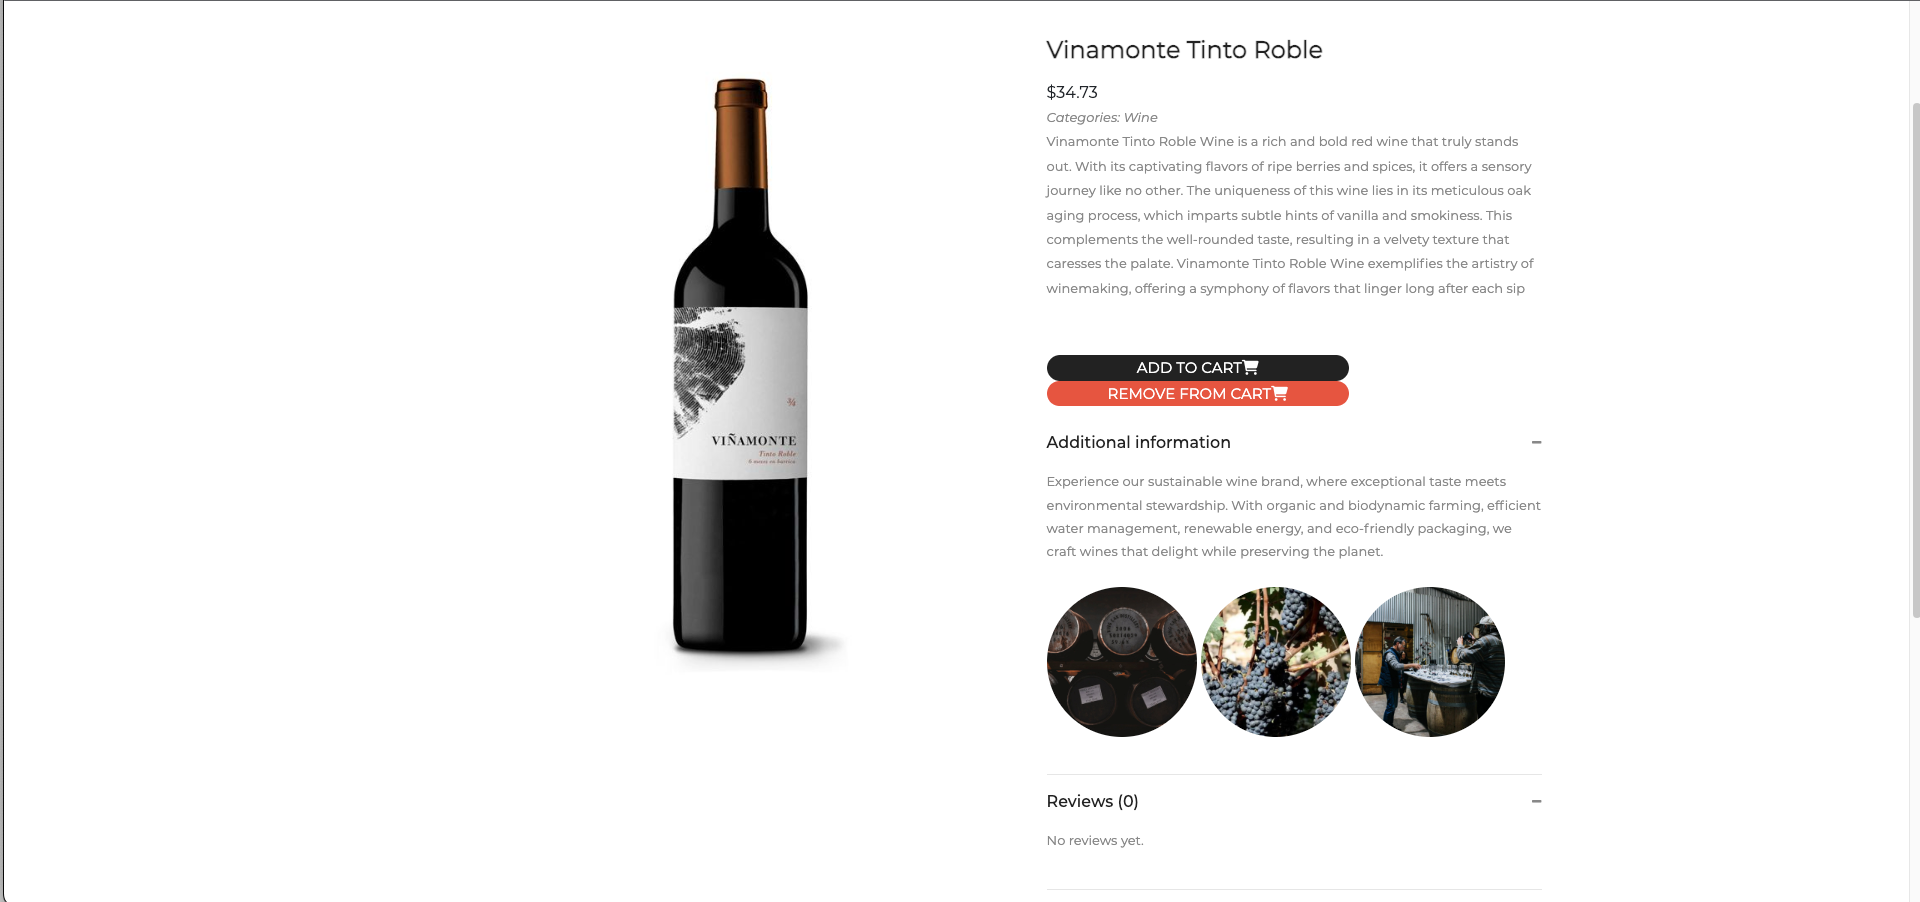 Vinamonte Tinto Roble
$34.73
Categories: Wine
Vinamonte Tinto Roble Wine is a rich and bold red wine that truly stands
out. With its captivating flavors of ripe berries and spices, it offers a sensory
journey like no other. The uniqueness of this wine lies in its meticulous oak
aging process, which imparts subtle hints of vanilla and smokiness. This
complements the well-rounded taste, resulting in a velvety texture that
caresses the palate. Vinamonte Tinto Roble Wine exemplifies the artistry of
winemaking, offering a symphony of flavors that linger long after each sip
VIÑAMONTE
Tinto Roble
6 meses en barrica
ADD TO CART
REMOVE FROM CART
Additional information
Experience our sustainable wine brand, where exceptional taste meets
environmental stewardship. With organic and biodynamic farming, efficient
water management, renewable energy, and eco-friendly packaging, we
craft wines that delight while preserving the planet.
Reviews (0)
No reviews yet.